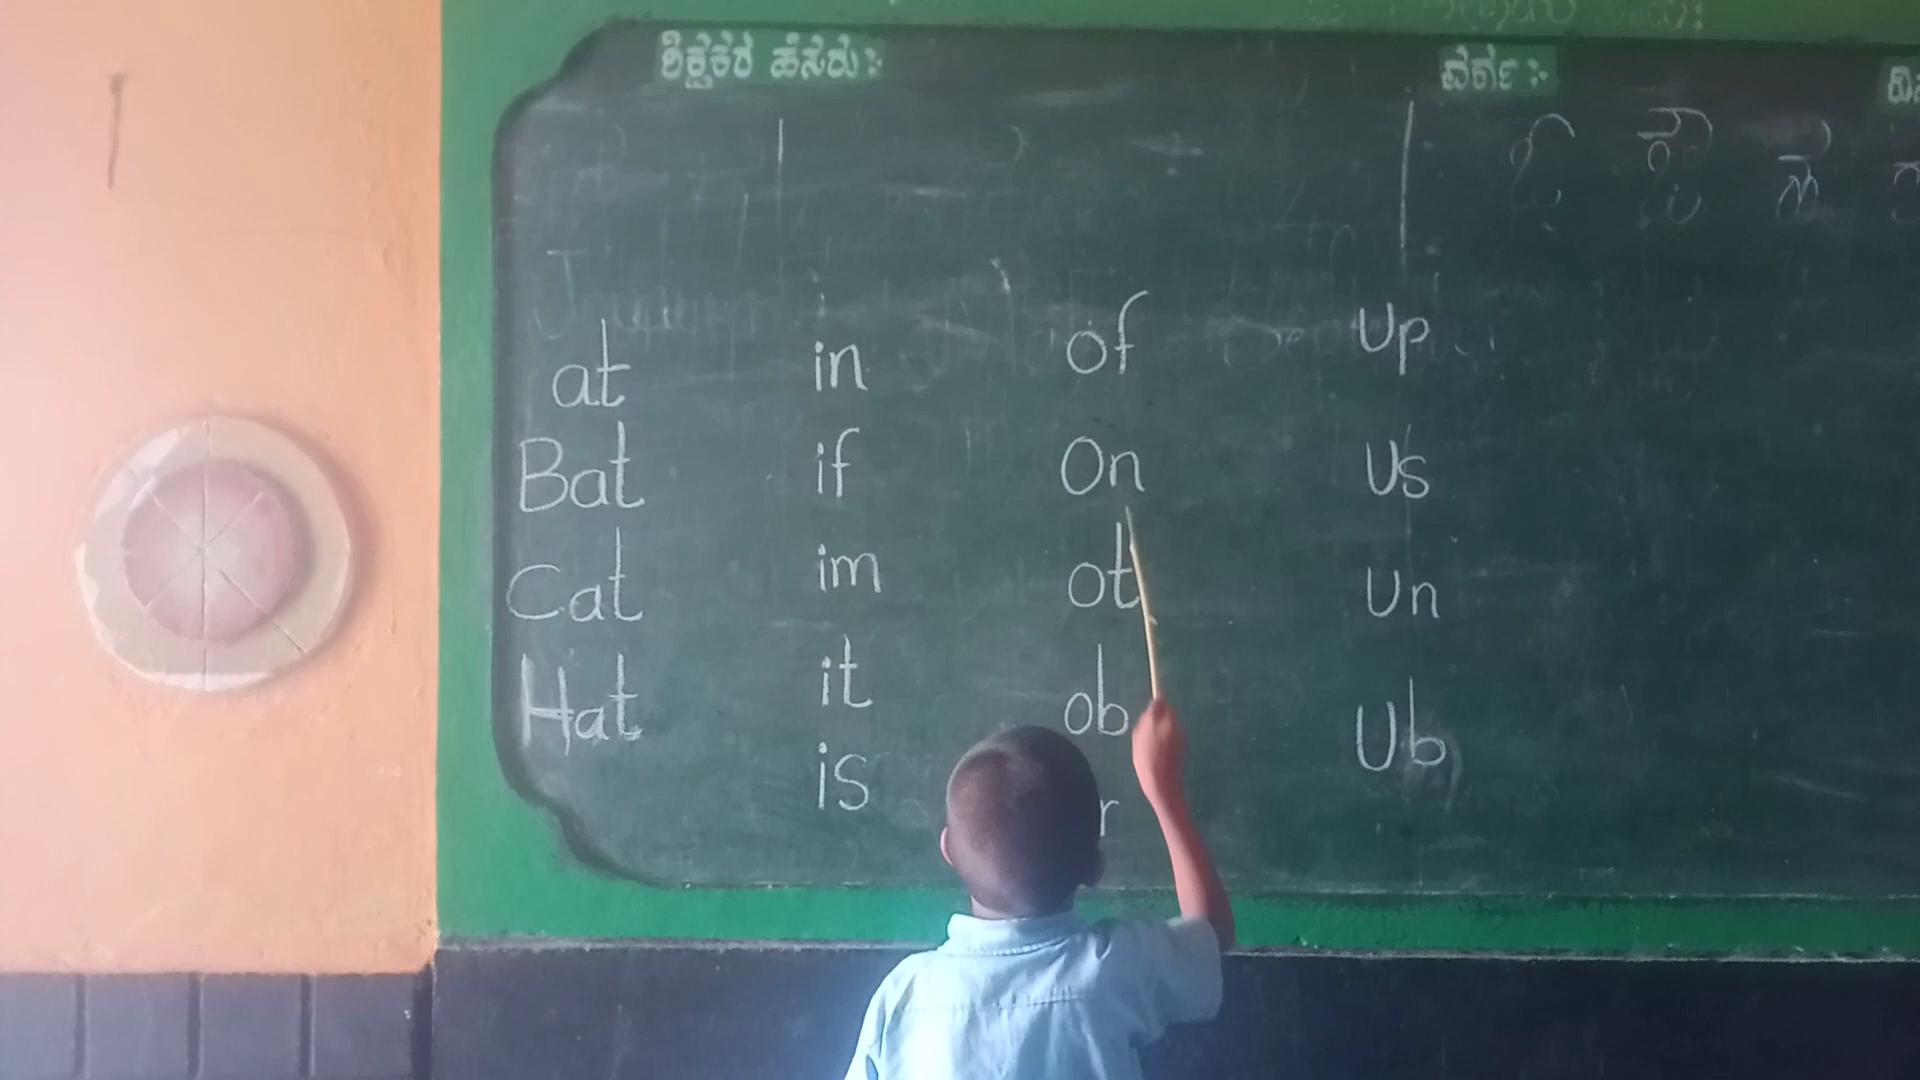 ಶಿಕ್ಷಕರ ಹೆಸರು:-
ವರ್ಗ:-
at in of Up
Bat if On Us
Cat im ot Un
Hat it ob Ub
is r